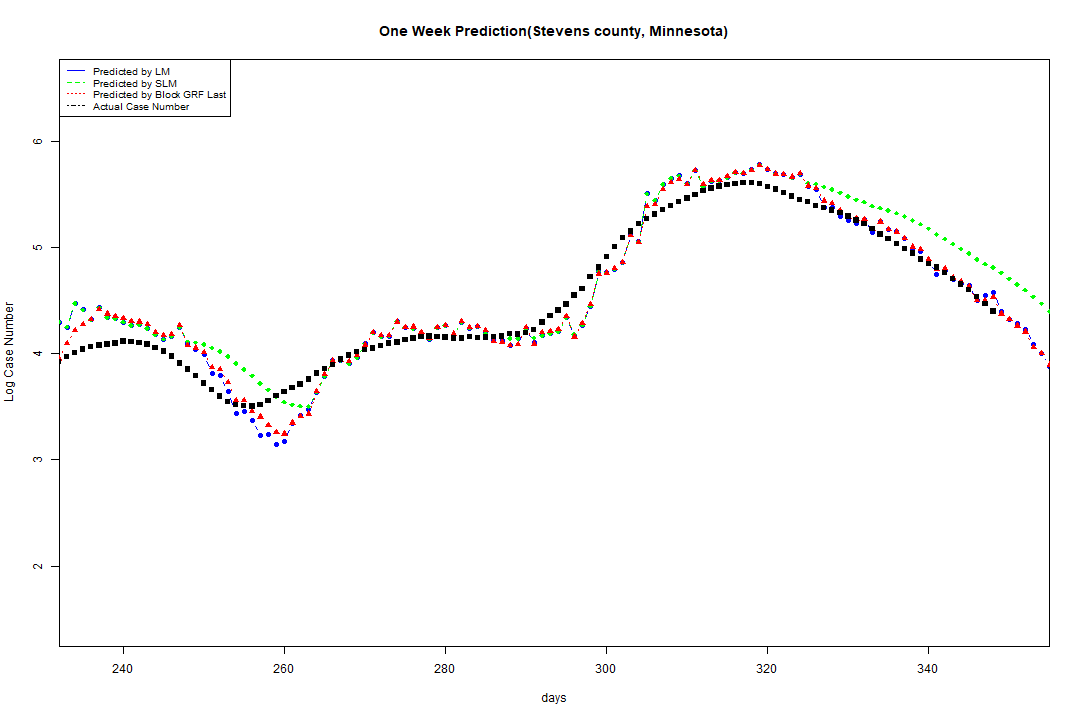 One Week Prediction(Stevens county, Minnesota)
Predicted by LM
Predicted by SLM
Predicted by Block GRF Last
Actual Case Number
Log Case Number
6
5
4
3
2
240 260 280 300 320 340
days